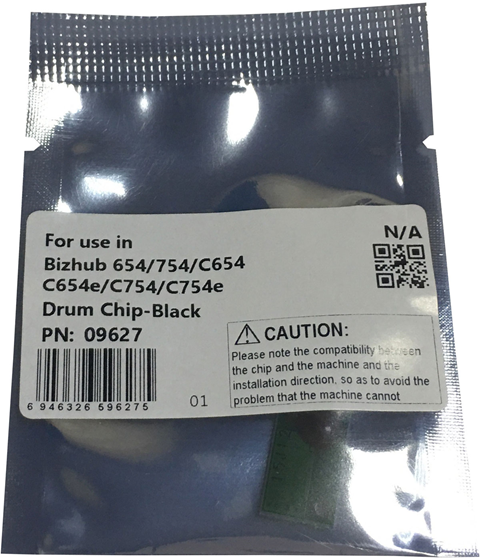 For use in
Bizhub 654/754/C654
C654e/C754/C754e
Drum Chip-Black
PN: 09627
6 946326 596275
01
N/A
CAUTION:
Please note the compatibility between
the chip and the machine and the
installation direction, so as to avoid the
problem that the machine cannot